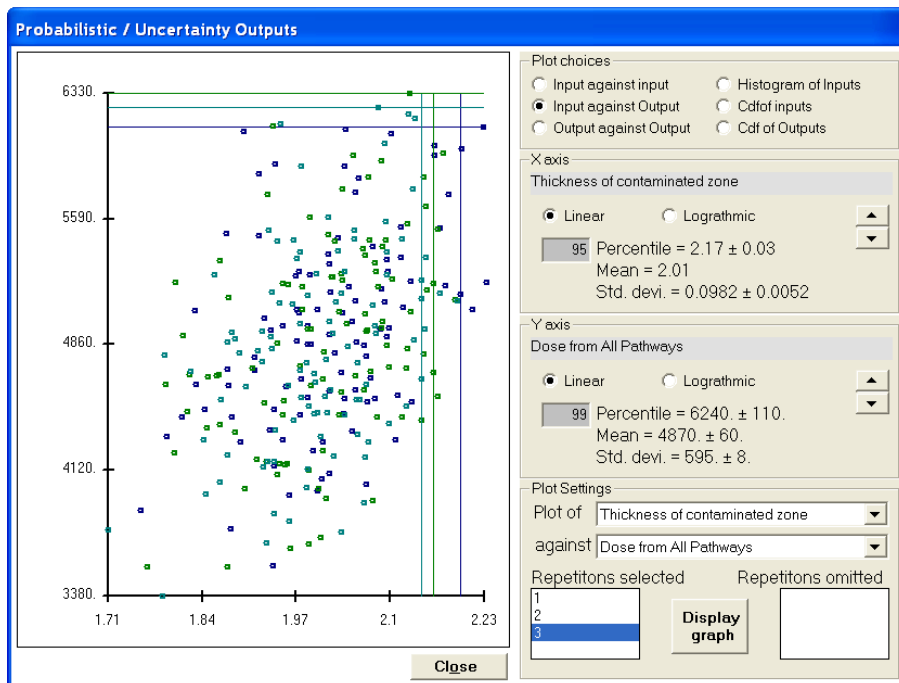 Probabilistic / Uncertainty Outputs
6330.
5590.
4860.
4120.
3380.
1.71 1.84 1.97 2.1 2.23
Close
Plot choices
Input against input Histogram of Inputs
Input against Output Cdfof inputs
Output against Output Cdf of Outputs
X axis
Thickness of contaminated zone
Linear Lograthmic
95 Percentile = 2.17 ± 0.03
Mean = 2.01
Std. devi. = 0.0982 ± 0.0052
Y axis
Dose from All Pathways
Linear Lograthmic
99 Percentile = 6240. ± 110.
Mean = 4870. ± 60.
Std. devi. = 595. ± 8.
Plot Settings
Plot of Thickness of contaminated zone
against Dose from All Pathways
Repetitons selected Repetitons omitted
1
2
3
Display
graph